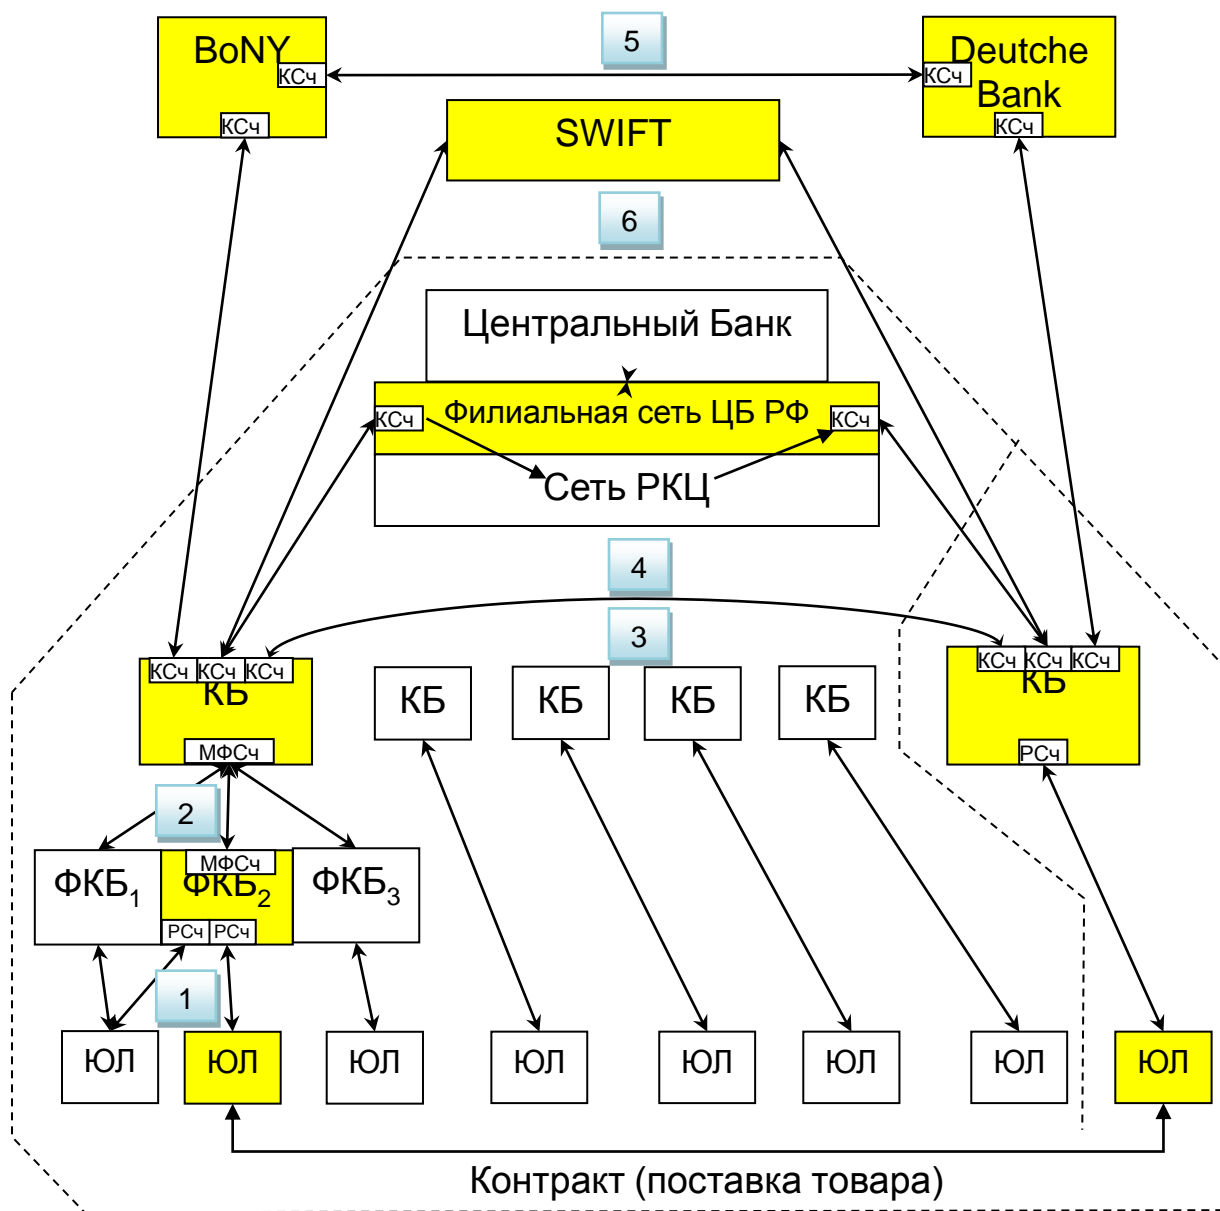 BoNY
КСч
КСч
5
Deutche
Bank
КСч
КСч
SWIFT
6
Центральный Банк
Филиальная сеть ЦБ РФ
КСч
КСч
Сеть РКЦ
4
3
КСч
КСч
КСч
КБ
МФСч
КБ
КБ
КБ
КБ
КСч
КСч
КСч
КБ
РСч
2
ФКБ1
МФСч
ФКБ2
РСч
РСч
ФКБ3
1
ЮЛ
ЮЛ
ЮЛ
ЮЛ
ЮЛ
ЮЛ
ЮЛ
ЮЛ
Контракт (поставка товара)